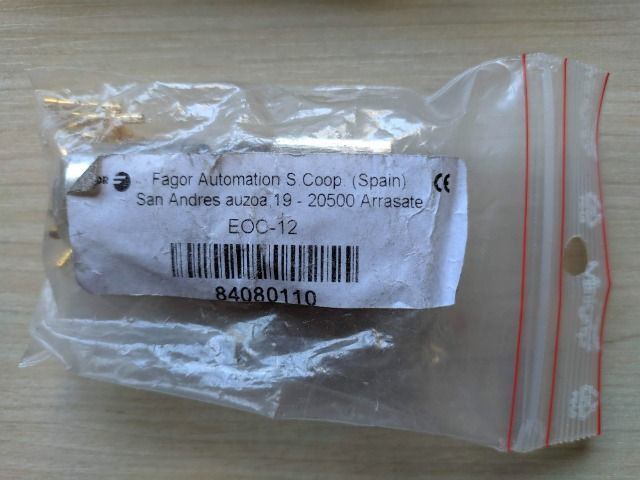 Fagor Automation S.Coop. (Spain)
San Andres auzoa,19 - 20500 Arrasate
EOC-12
84080110
CE